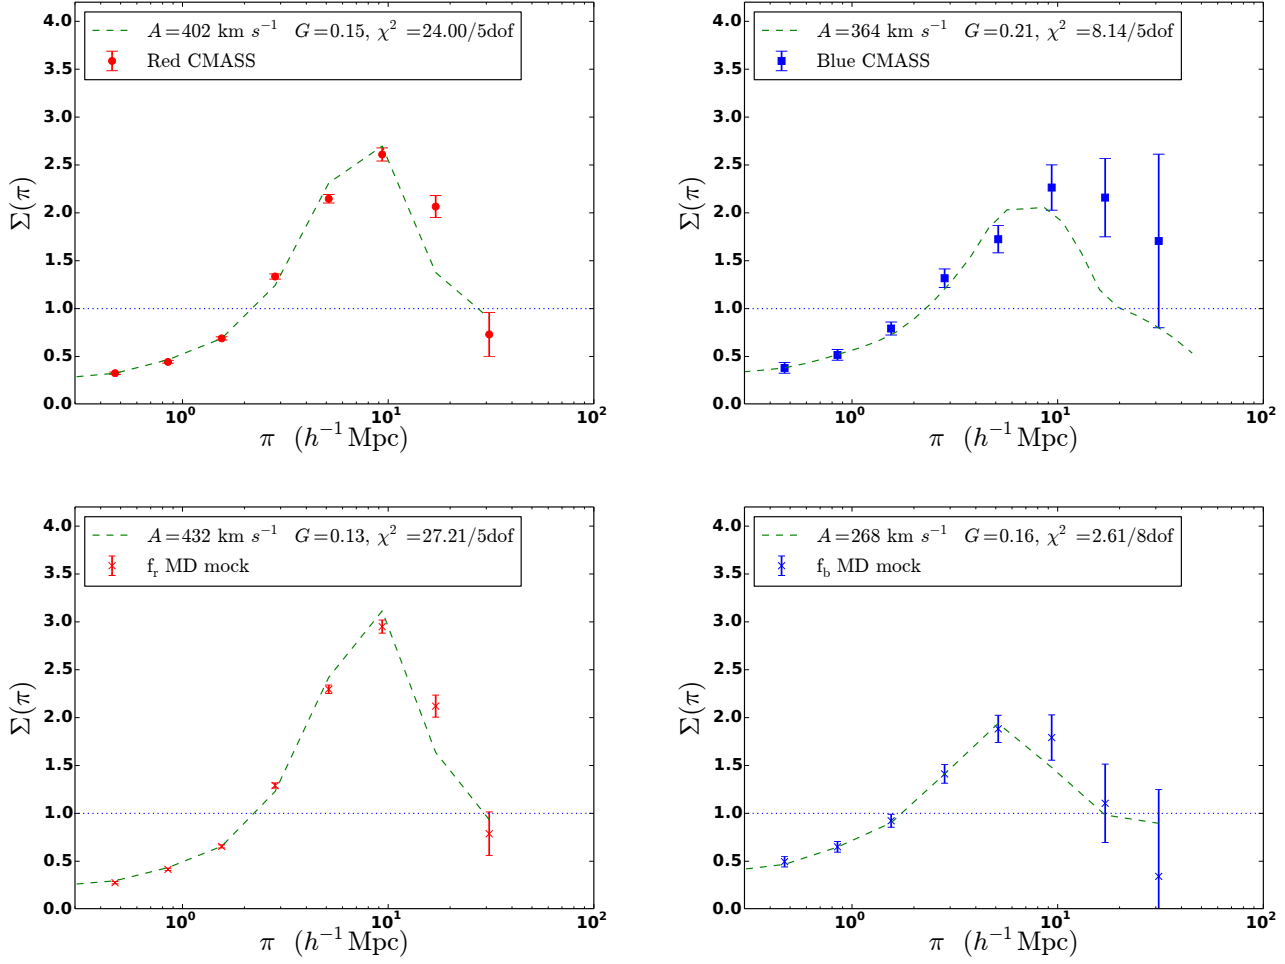 A=402 km s⁻¹ G=0.15, χ² =24.00/5dof
Red CMASS
4.0
3.5
3.0
2.5
2.0
1.5
1.0
0.5
0.0
Σ(π)
10⁰ 10¹ 10²
π (h⁻¹ Mpc)
A=364 km s⁻¹ G=0.21, χ² =8.14/5dof
Blue CMASS
4.0
3.5
3.0
2.5
2.0
1.5
1.0
0.5
0.0
Σ(π)
10⁰ 10¹ 10²
π (h⁻¹ Mpc)
A=432 km s⁻¹ G=0.13, χ² =27.21/5dof
fᵣ MD mock
4.0
3.5
3.0
2.5
2.0
1.5
1.0
0.5
0.0
Σ(π)
10⁰ 10¹ 10²
π (h⁻¹ Mpc)
A=268 km s⁻¹ G=0.16, χ² =2.61/8dof
f_b MD mock
4.0
3.5
3.0
2.5
2.0
1.5
1.0
0.5
0.0
Σ(π)
10⁰ 10¹ 10²
π (h⁻¹ Mpc)